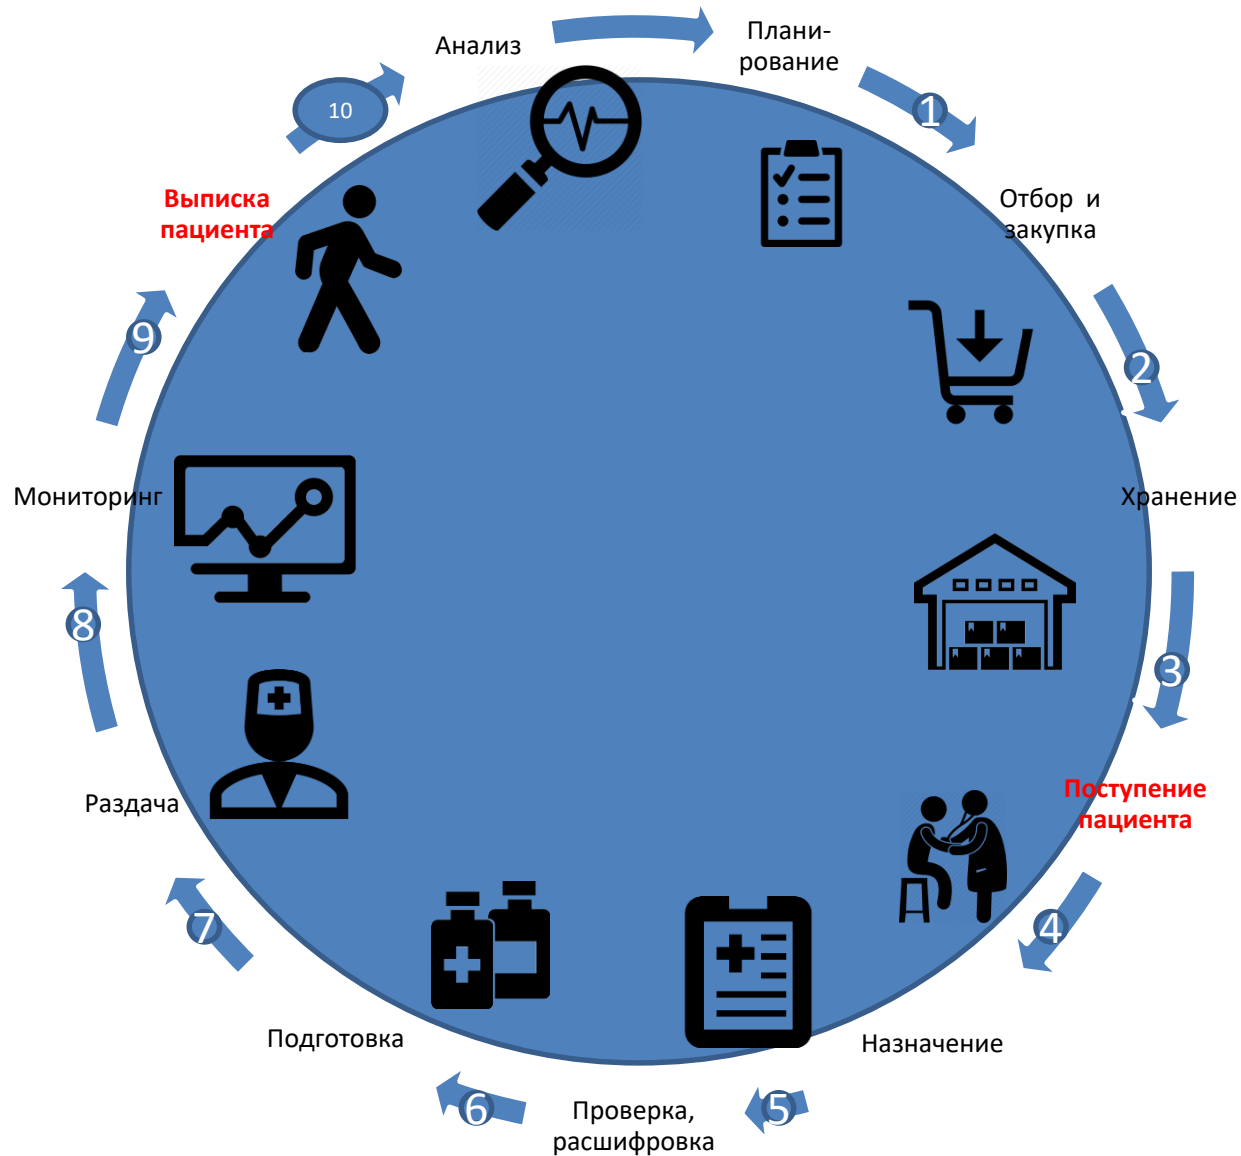 Анализ
Плани-
рование
1
Отбор и
закупка
2
Хранение
3
Поступение
пациента
4
Назначение
5
Проверка,
расшифровка
6
Подготовка
7
Раздача
8
Мониторинг
9
Выписка
пациента
10